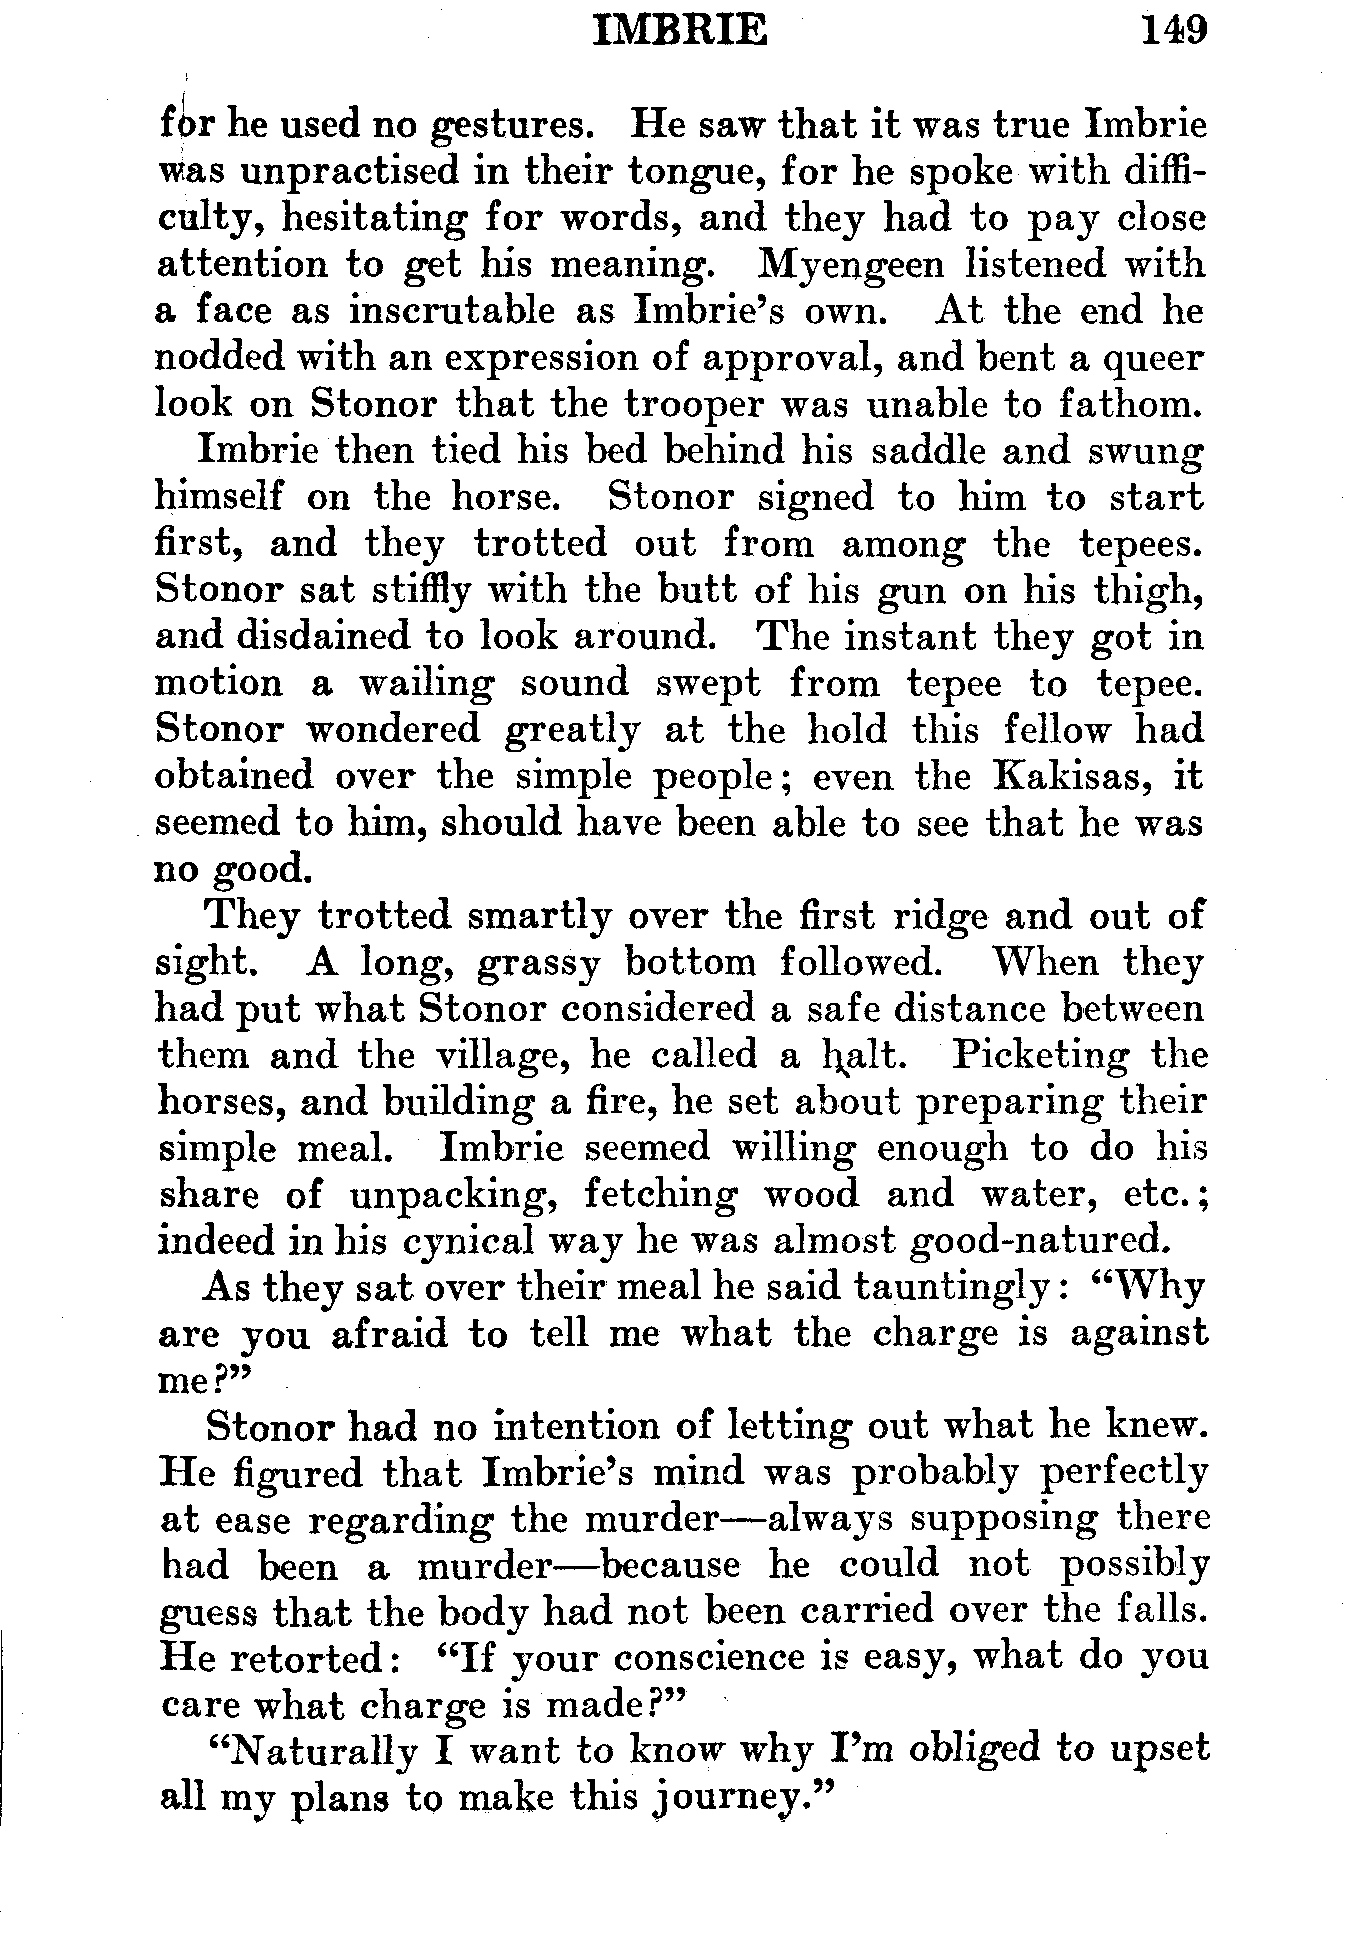 IMBRIE 149
for he used no gestures. He saw that it was true Imbrie
was unpractised in their tongue, for he spoke with diffi-
culty, hesitating for words, and they had to pay close
attention to get his meaning. Myengeen listened with
a face as inscrutable as Imbrie's own. At the end he
nodded with an expression of approval, and bent a queer
look on Stonor that the trooper was unable to fathom.
Imbrie then tied his bed behind his saddle and swung
himself on the horse. Stonor signed to him to start
first, and they trotted out from among the tepees.
Stonor sat stiffly with the butt of his gun on his thigh,
and disdained to look around. The instant they got in
motion a wailing sound swept from tepee to tepee.
Stonor wondered greatly at the hold this fellow had
obtained over the simple people; even the Kakisas, it
seemed to him, should have been able to see that he was
no good.
They trotted smartly over the first ridge and out of
sight. A long, grassy bottom followed. When they
had put what Stonor considered a safe distance between
them and the village, he called a halt. Picketing the
horses, and building a fire, he set about preparing their
simple meal. Imbrie seemed willing enough to do his
share of unpacking, fetching wood and water, etc.;
indeed in his cynical way he was almost good-natured.
As they sat over their meal he said tauntingly: "Why
are you afraid to tell me what the charge is against
me?"
Stonor had no intention of letting out what he knew.
He figured that Imbrie's mind was probably perfectly
at ease regarding the murder—always supposing there
had been a murder—because he could not possibly
guess that the body had not been carried over the falls.
He retorted: "If your conscience is easy, what do you
care what charge is made?"
"Naturally I want to know why I'm obliged to upset
all my plans to make this journey."